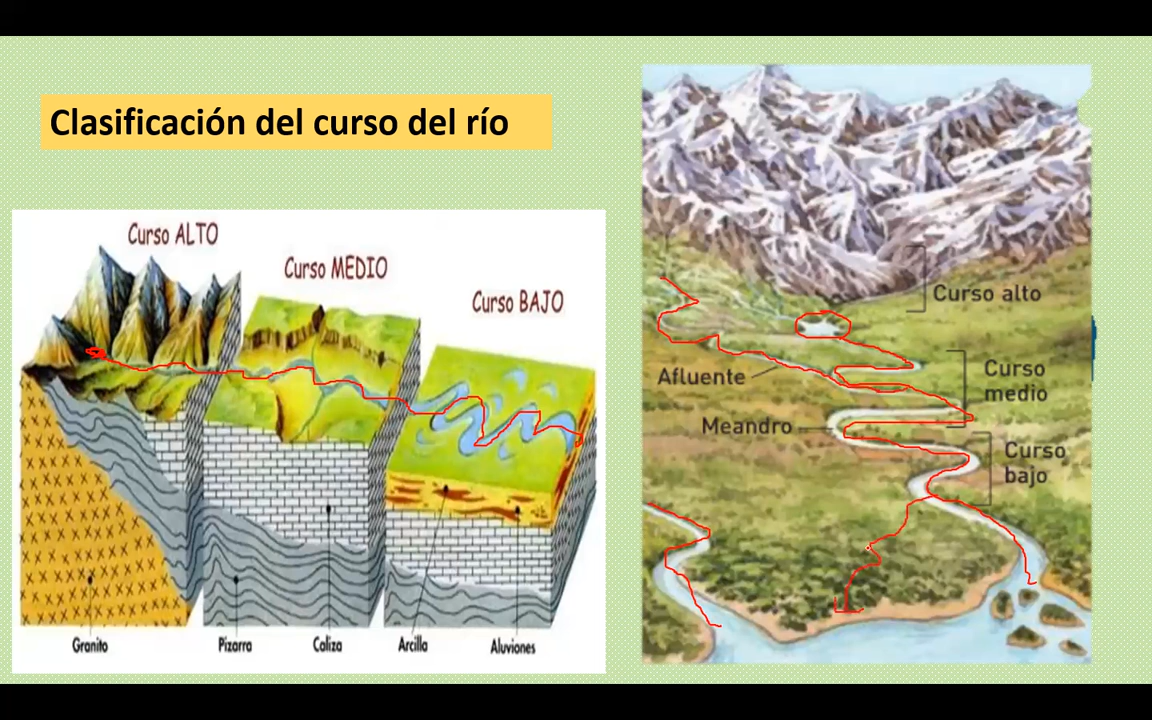 Clasificación del curso del río
Curso ALTO
Curso MEDIO
Curso BAJO
Granito
Pizarra
Caliza
Arcilla
Aluviones
Curso alto
Curso
medio
Afluente
Meandro
Curso
bajo